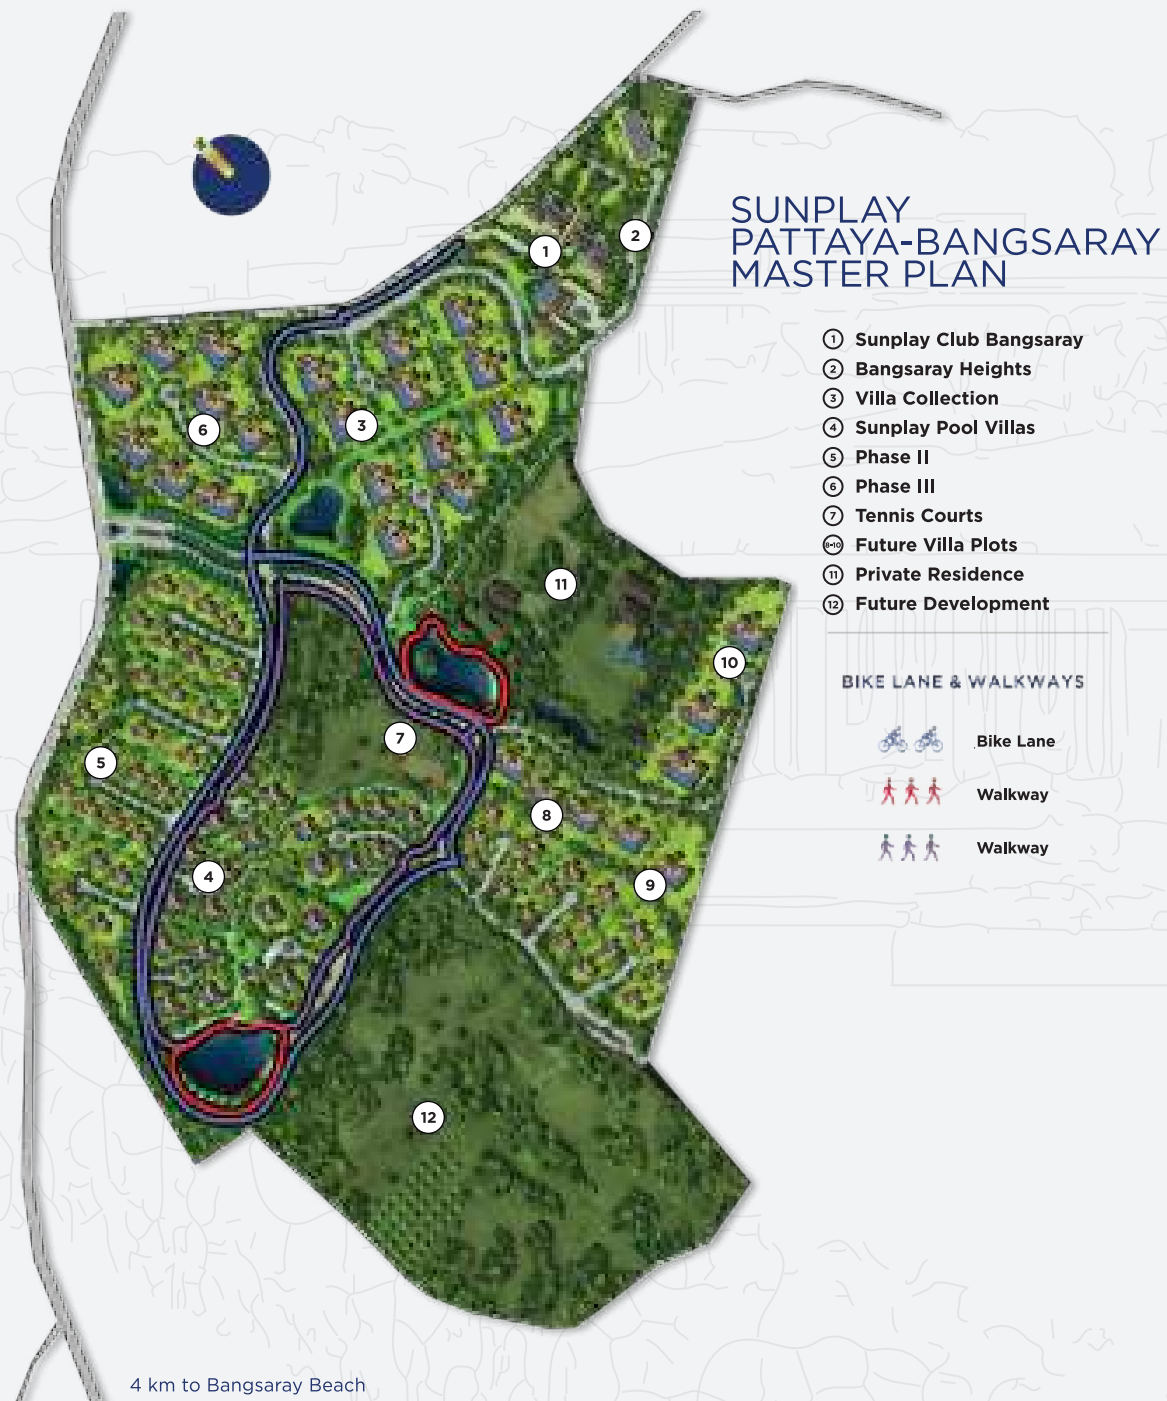 SUNPLAY
PATTAYA-BANGSARAY
MASTER PLAN
1 Sunplay Club Bangsaray
2 Bangsaray Heights
3 Villa Collection
4 Sunplay Pool Villas
5 Phase II
6 Phase III
7 Tennis Courts
8-10 Future Villa Plots
11 Private Residence
12 Future Development
BIKE LANE & WALKWAYS
Bike Lane
Walkway
Walkway
1
2
3
6
11
10
7
5
8
4
9
12
4 km to Bangsaray Beach